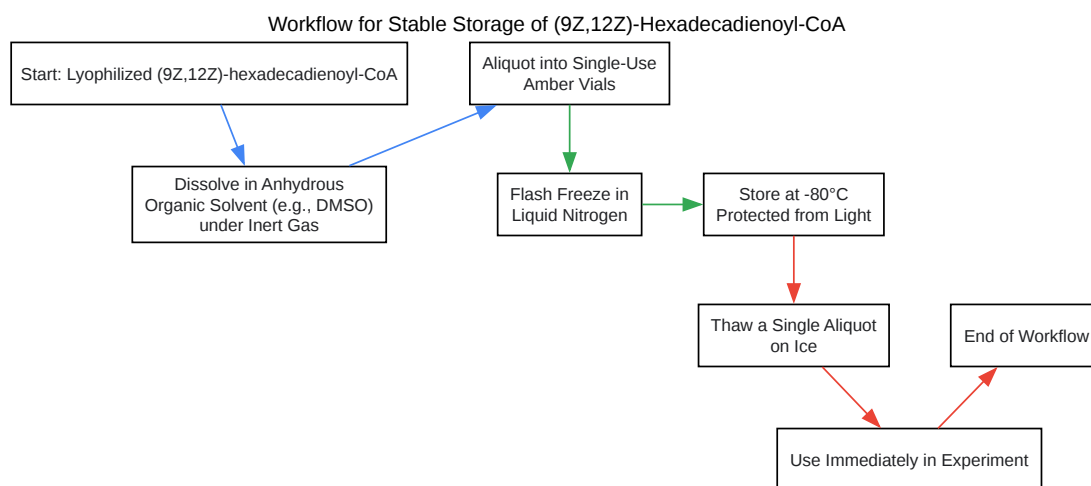 Workflow for Stable Storage of (9Z,12Z)-Hexadecadienoyl-CoA
Start: Lyophilized (9Z,12Z)-hexadecadienoyl-CoA
Dissolve in Anhydrous
Organic Solvent (e.g., DMSO)
under Inert Gas
Aliquot into Single-Use
Amber Vials
Flash Freeze in
Liquid Nitrogen
Store at -80°C
Protected from Light
Thaw a Single Aliquot
on Ice
Use Immediately in Experiment
End of Workflow